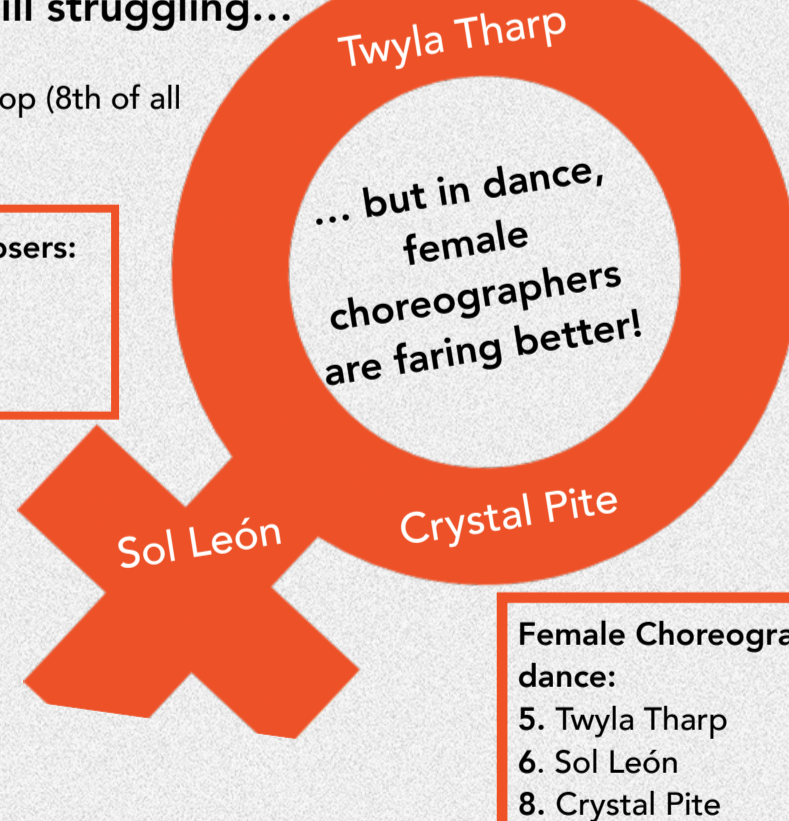 ill struggling...
op (8th of all
osers:
Twyla Tharp
... but in dance,
female
choreographers
are faring better!
Sol León
Crystal Pite
Female Choreogra
dance:
5. Twyla Tharp
6. Sol León
8. Crystal Pite